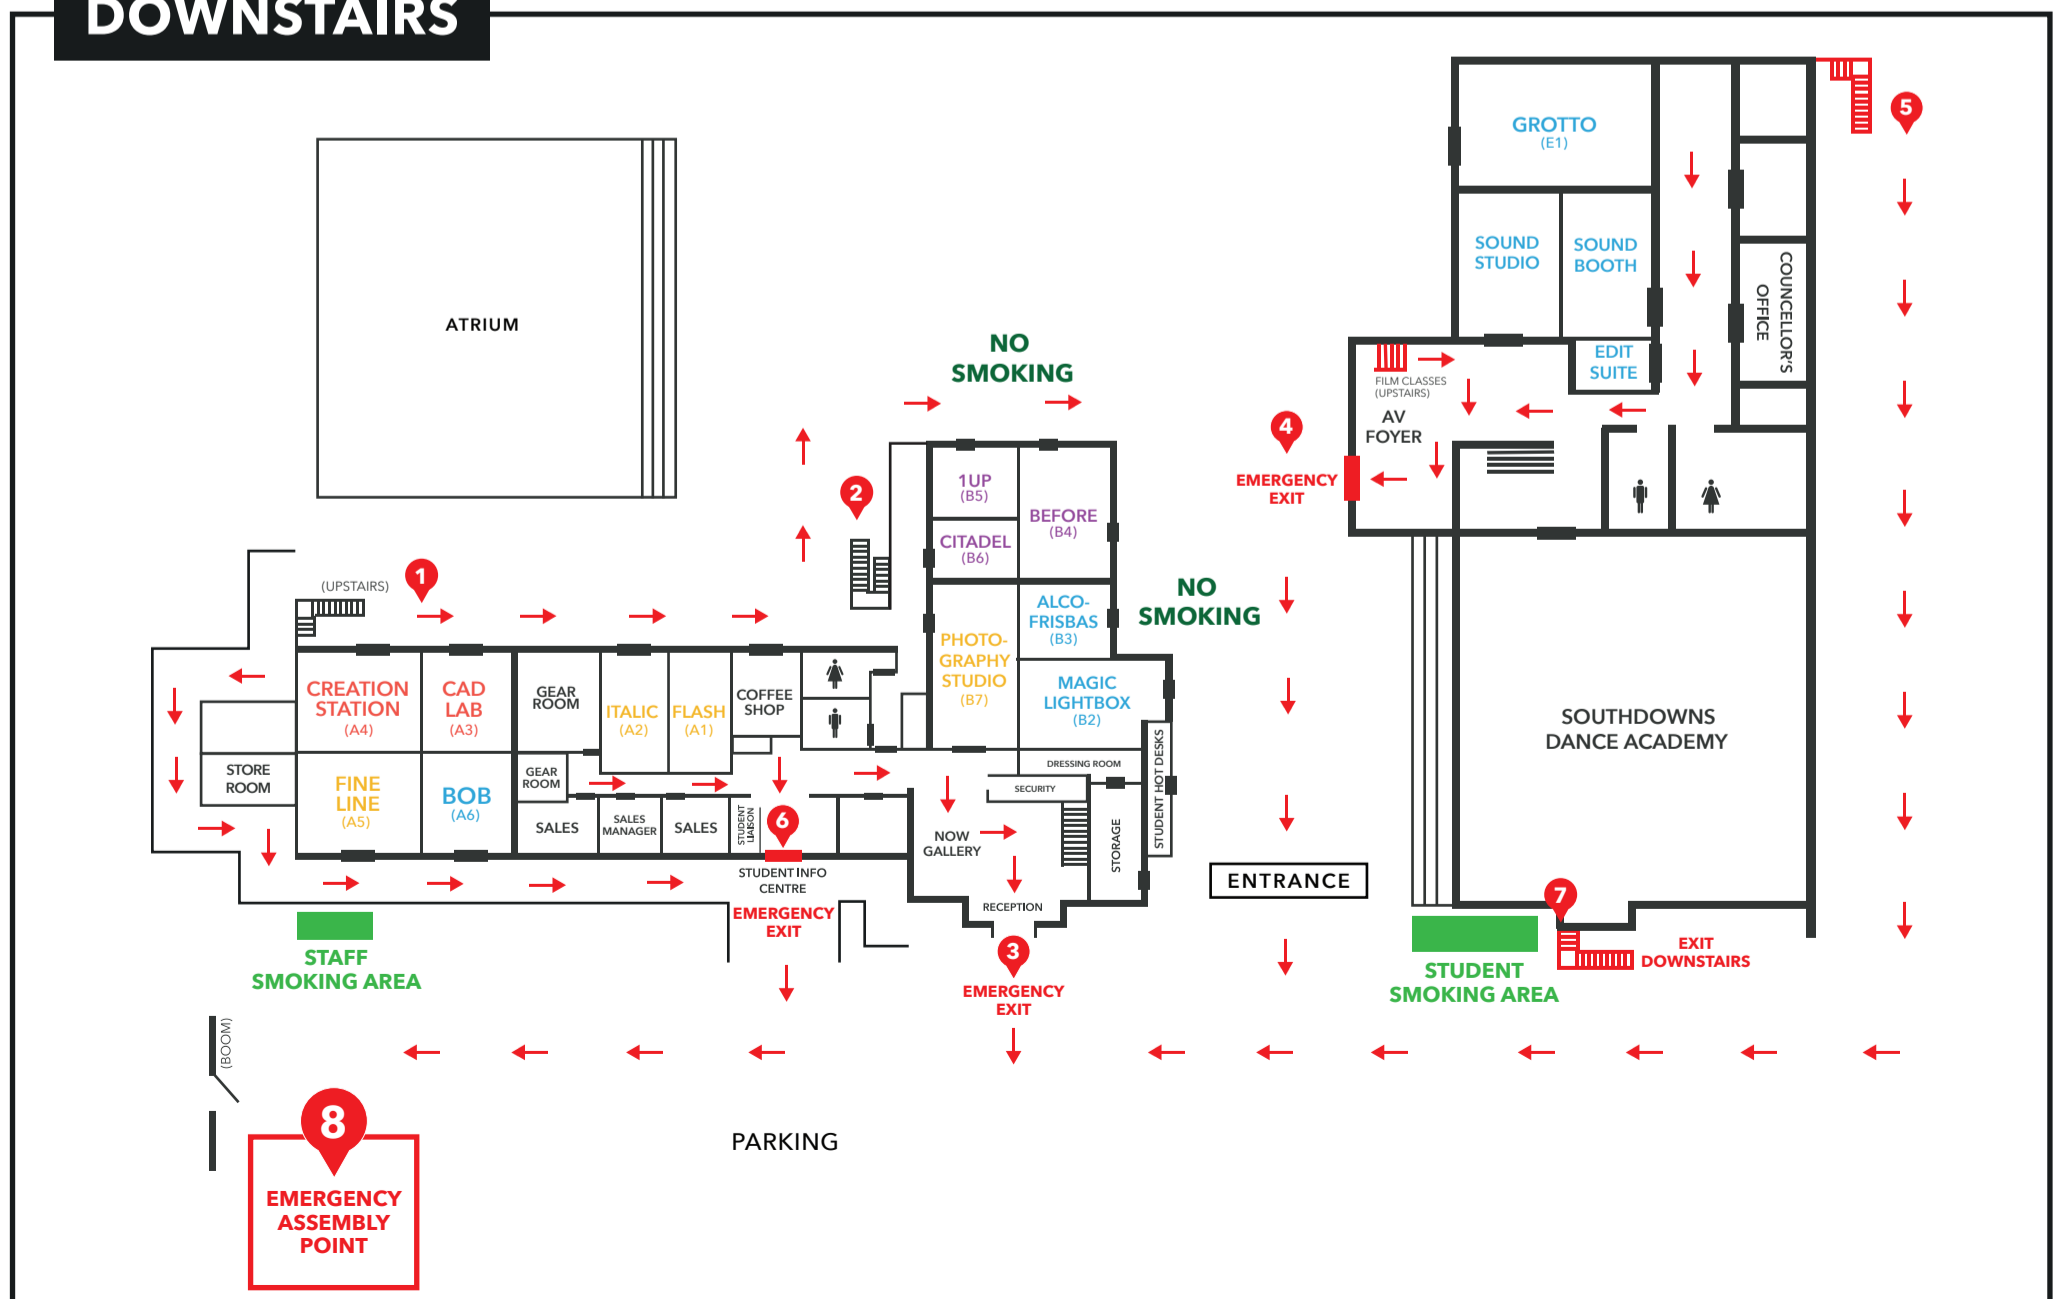 DOWNSTAIRS
5
GROTTO
(E1)
SOUND
STUDIO
SOUND
BOOTH
COUNCELLOR'S
OFFICE
ATRIUM
NO
SMOKING
EDIT
SUITE
FILM CLASSES
(UPSTAIRS)
AV
FOYER
4
EMERGENCY
EXIT
2
1UP
(B5)
BEFORE
(B4)
CITADEL
(B6)
1
(UPSTAIRS)
NO
SMOKING
ALCO-
FRISBAS
(B3)
PHOTO-
GRAPHY
STUDIO
(B7)
MAGIC
LIGHTBOX
(B2)
CREATION
STATION
(A4)
CAD
LAB
(A3)
GEAR
ROOM
ITALIC
(A2)
FLASH
(A1)
COFFEE
SHOP
SOUTHDOWNS
DANCE ACADEMY
STORE
ROOM
FINE
LINE
(A5)
BOB
(A6)
GEAR
ROOM
DRESSING ROOM
SECURITY
STUDENT HOT DESKS
SALES
SALES
MANAGER
SALES
STUDENT
LIAISON
6
NOW
GALLERY
STORAGE
STUDENT INFO
CENTRE
EMERGENCY
EXIT
RECEPTION
ENTRANCE
7
3
EMERGENCY
EXIT
STAFF
SMOKING AREA
STUDENT
SMOKING AREA
EXIT
DOWNSTAIRS
(BOOM)
8
EMERGENCY
ASSEMBLY
POINT
PARKING